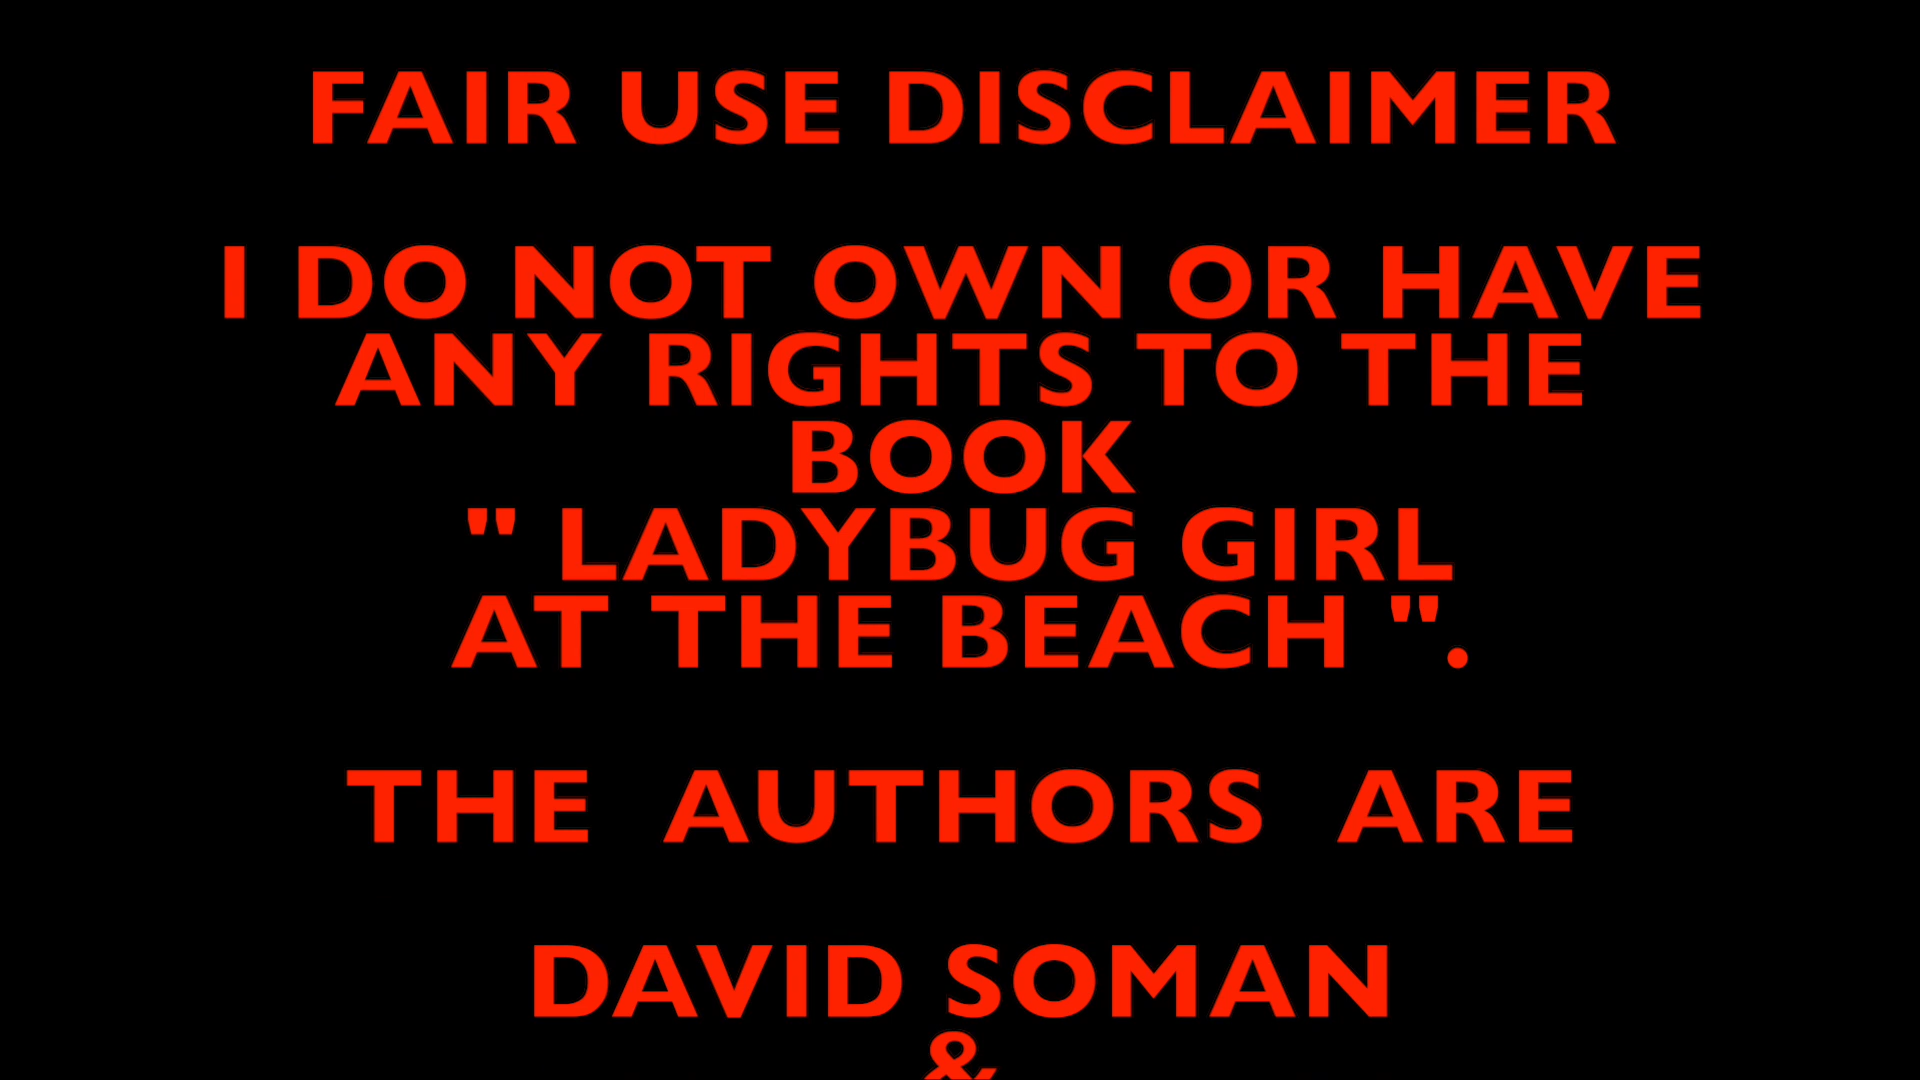 FAIR USE DISCLAIMER
I DO NOT OWN OR HAVE
ANY RIGHTS TO THE
BOOK
" LADYBUG GIRL
AT THE BEACH ".
THE AUTHORS ARE
DAVID SOMAN
&